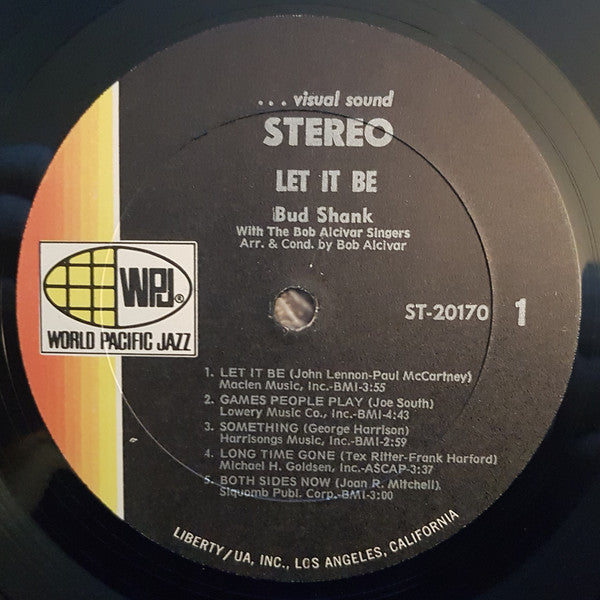 ... visual sound
STEREO
LET IT BE
Bud Shank
With The Bob Alcivar Singers
Arr. & Cond. by Bob Alcivar
WPJ®
WORLD PACIFIC JAZZ
ST-20170 1
1. LET IT BE (John Lennon-Paul McCartney)
Maclen Music, Inc.-BMI-3:55
2. GAMES PEOPLE PLAY (Joe South)
Lowery Music Co., Inc.-BMI-4:43
3. SOMETHING (George Harrison)
Harrisongs Music, Inc.-BMI-2:59
4. LONG TIME GONE (Tex Ritter-Frank Harford)
Michael H. Goldsen, Inc.-ASCAP-3:37
5. BOTH SIDES NOW (Joan R. Mitchell)
Siquomb Publ. Corp.-BMI-3:00
LIBERTY/UA, INC., LOS ANGELES, CALIFORNIA